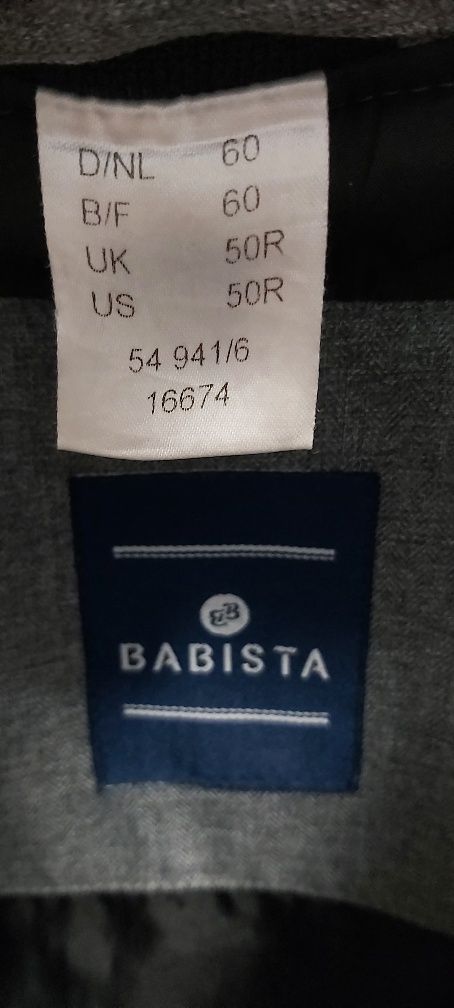 D/NL 60
B/F 60
UK 50R
US 50R
54 941/6
16674
BABISTA